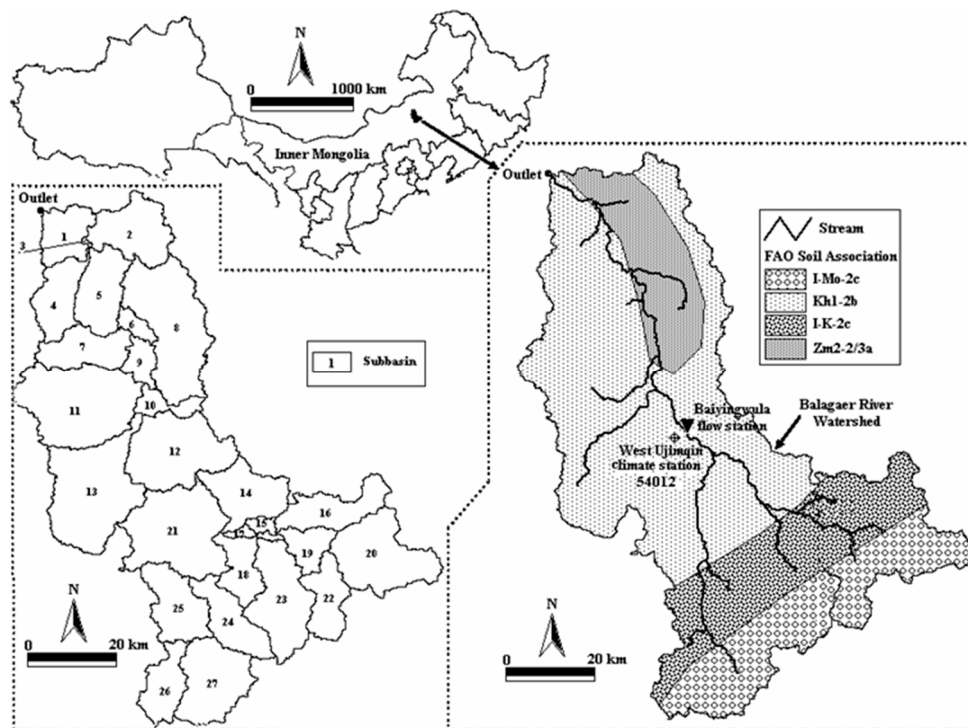 N
0 1000 km
Inner Mongolia
Outlet
1
2
3
4
5
6
8
7
9
10
11
12
13
14
15
16
17
18
19
20
21
22
23
24
25
26
27
1 Subbasin
N
0 20 km
Outlet
Stream
FAO Soil Association
I-Mo-2c
Kh1-2b
I-K-2c
Zm2-2/3a
Baiyingwula
flow station
Balagaer River
Watershed
West Ujimqin
climate station
54012
N
0 20 km